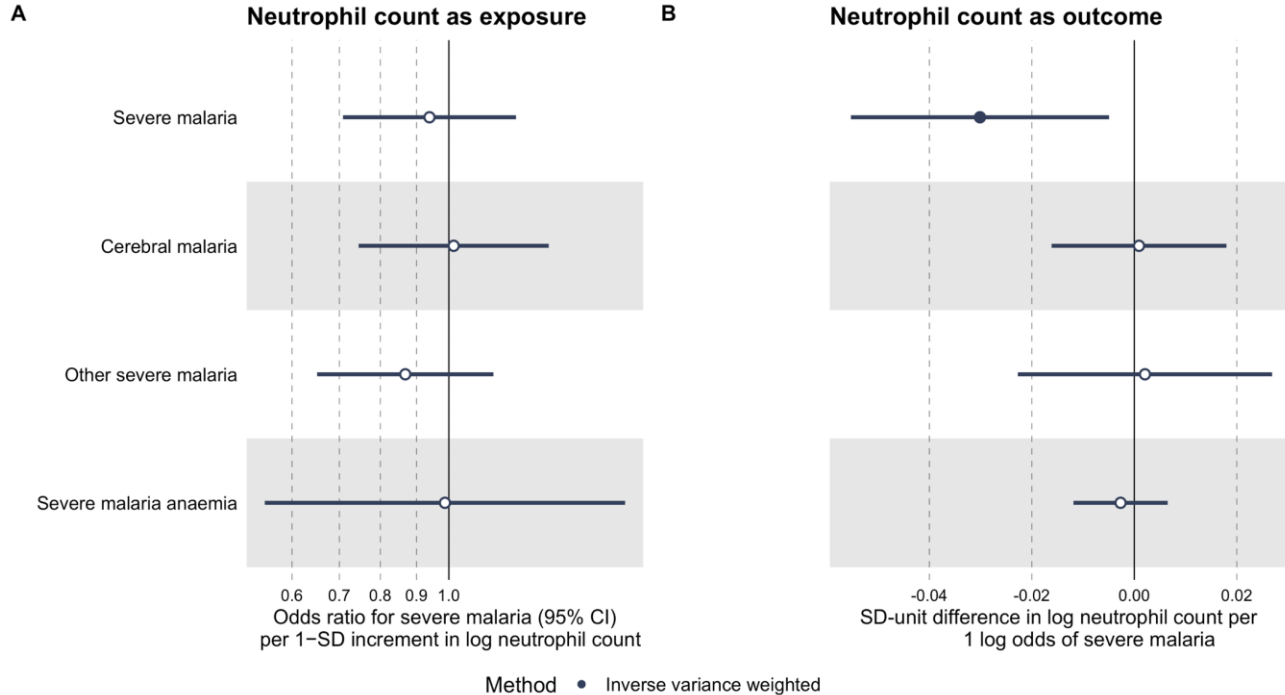 A
Neutrophil count as exposure
Severe malaria
Cerebral malaria
Other severe malaria
Severe malaria anaemia
0.6 0.7 0.8 0.9 1.0
Odds ratio for severe malaria (95% CI)
per 1−SD increment in log neutrophil count
B
Neutrophil count as outcome
-0.04 -0.02 0.00 0.02
SD-unit difference in log neutrophil count per
1 log odds of severe malaria
Method Inverse variance weighted